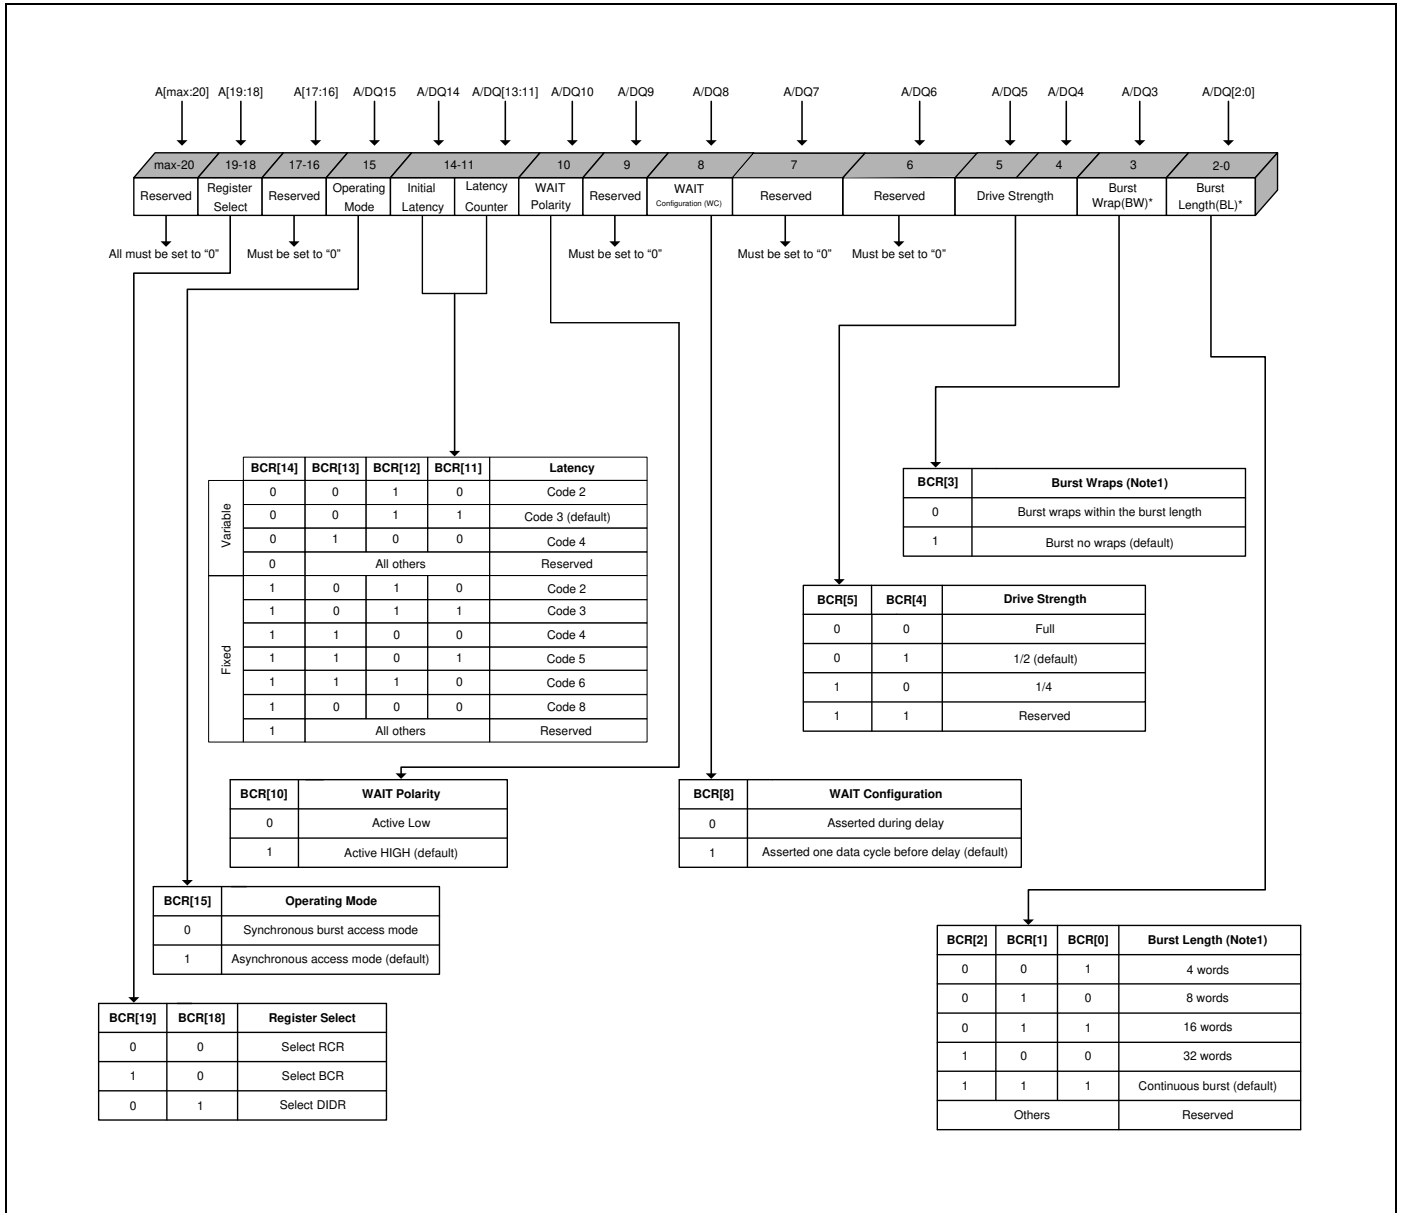 A[max:20] A[19:18] A[17:16] A/DQ15 A/DQ14 A/DQ[13:11] A/DQ10 A/DQ9 A/DQ8 A/DQ7 A/DQ6 A/DQ5 A/DQ4 A/DQ3 A/DQ[2:0]
max-20 19-18 17-16 15 14-11 10 9 8 7 6 5 4 3 2-0
Reserved Register Select Reserved Operating Mode Initial Latency Latency Counter WAIT Polarity Reserved WAIT Configuration (WC) Reserved Reserved Drive Strength Burst Wrap(BW)* Burst Length(BL)*
All must be set to “0” Must be set to “0” Must be set to “0” Must be set to “0” Must be set to “0”
BCR[14] BCR[13] BCR[12] BCR[11] Latency
Variable
0 0 1 0 Code 2
0 0 1 1 Code 3 (default)
0 1 0 0 Code 4
0 All others Reserved
Fixed
1 0 1 0 Code 2
1 0 1 1 Code 3
1 1 0 0 Code 4
1 1 0 1 Code 5
1 1 1 0 Code 6
1 0 0 0 Code 8
1 All others Reserved
BCR[3] Burst Wraps (Note1)
0 Burst wraps within the burst length
1 Burst no wraps (default)
BCR[5] BCR[4] Drive Strength
0 0 Full
0 1 1/2 (default)
1 0 1/4
1 1 Reserved
BCR[10] WAIT Polarity
0 Active Low
1 Active HIGH (default)
BCR[8] WAIT Configuration
0 Asserted during delay
1 Asserted one data cycle before delay (default)
BCR[15] Operating Mode
0 Synchronous burst access mode
1 Asynchronous access mode (default)
BCR[2] BCR[1] BCR[0] Burst Length (Note1)
0 0 1 4 words
0 1 0 8 words
0 1 1 16 words
1 0 0 32 words
1 1 1 Continuous burst (default)
Others Reserved
BCR[19] BCR[18] Register Select
0 0 Select RCR
1 0 Select BCR
0 1 Select DIDR